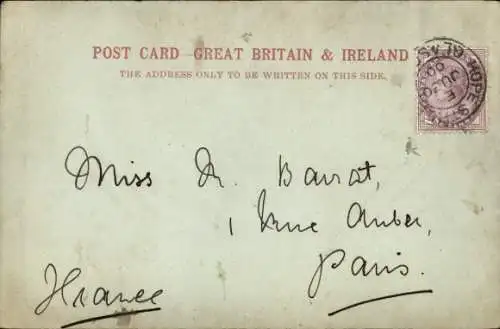 POST CARD - GREAT BRITAIN & IRELAND
THE ADDRESS ONLY TO BE WRITTEN ON THIS SIDE.
HOPE S
Miss
1 Rue Auber,
Paris.
France